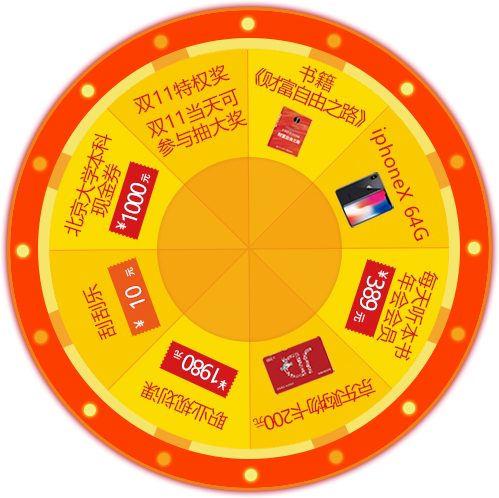 双11特权奖
双11当天可
参与抽大奖
书籍
《财富自由之路》
iphoneX 64G
每天听本书
年会会员
¥389元
京东购物卡200元
职业规划课
¥1980元
刮刮乐
¥10元
北京大学本科
现金券
¥1000元